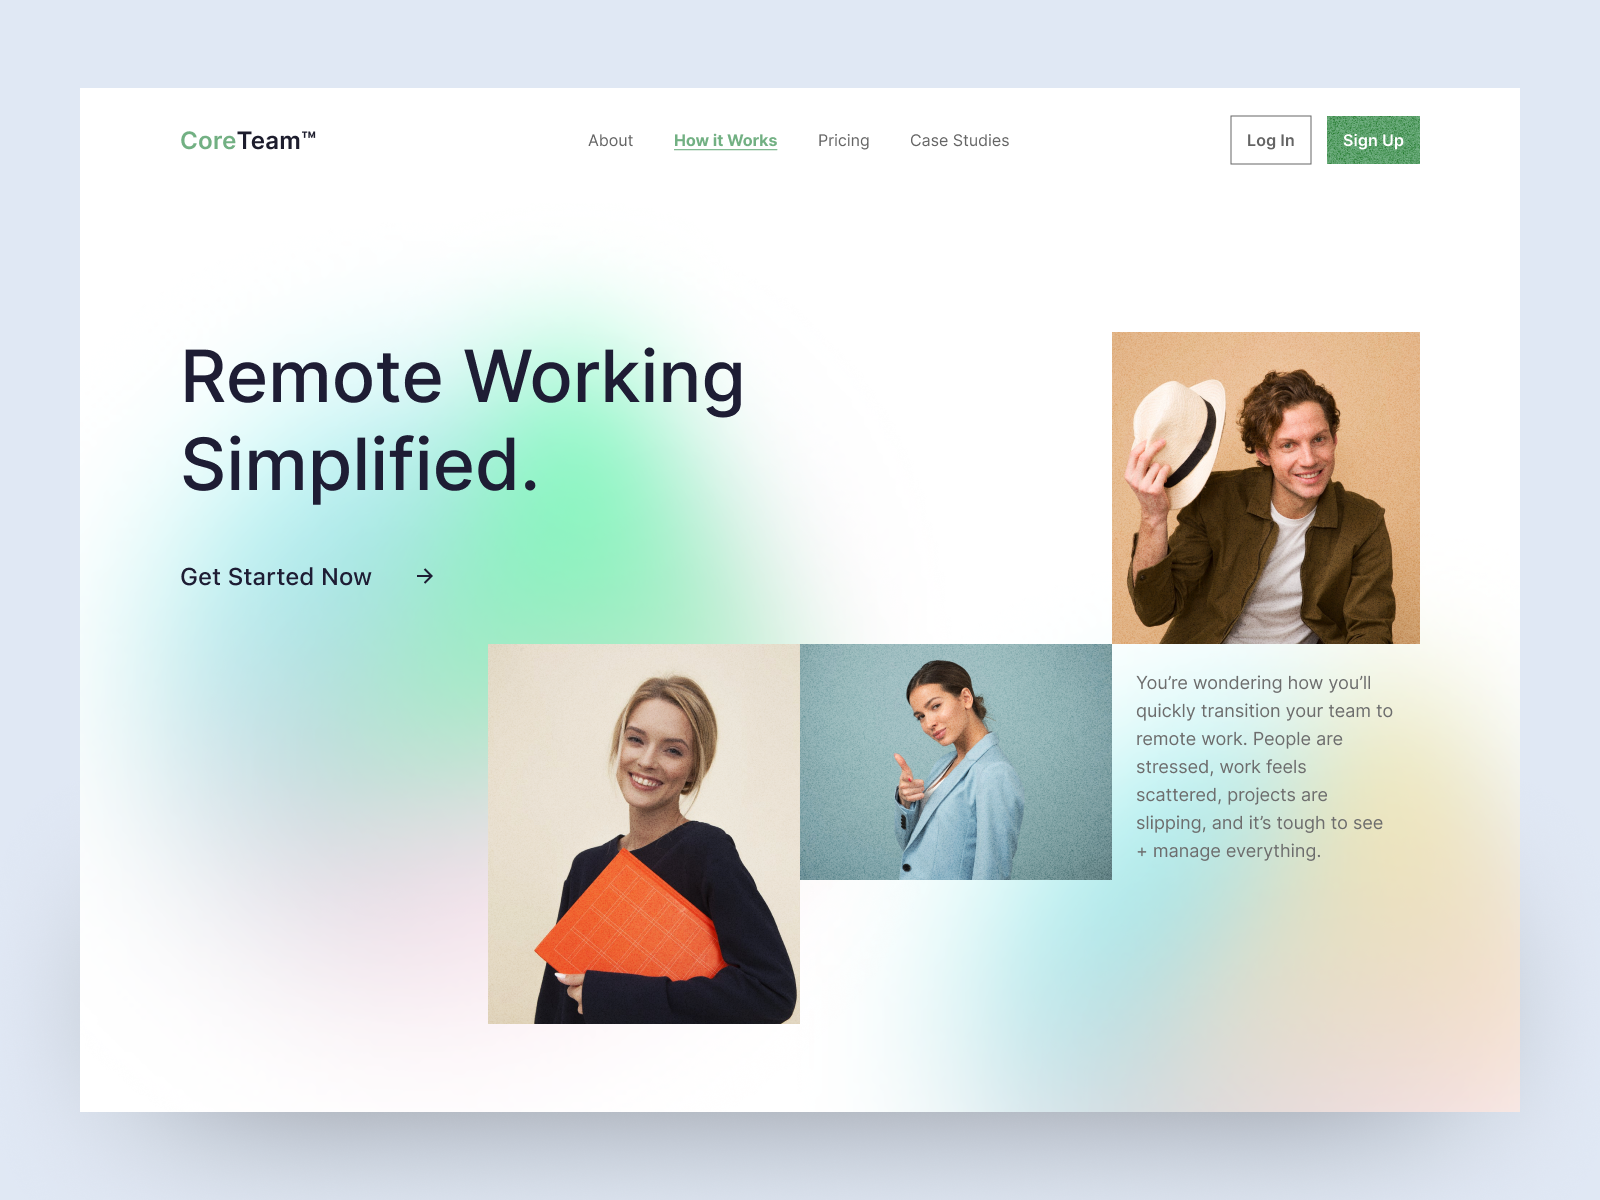 CoreTeam™
About
How it Works
Pricing
Case Studies
Log In
Sign Up
Remote Working
Simplified.
Get Started Now →
You’re wondering how you’ll
quickly transition your team to
remote work. People are
stressed, work feels
scattered, projects are
slipping, and it’s tough to see
+ manage everything.